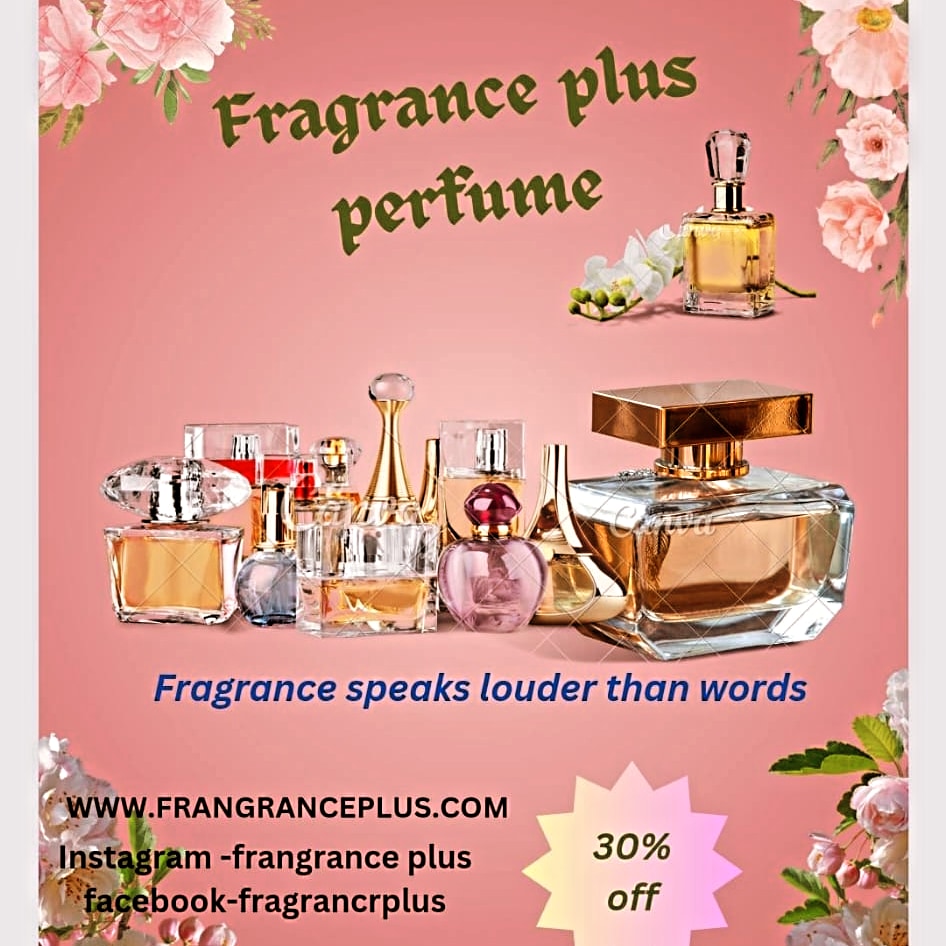 Fragrance plus
perfume
Canva
Canva
Canva
Fragrance speaks louder than words
WWW.FRANGRANCEPLUS.COM
Instagram -frangrance plus
facebook-fragrancrplus
30%
off